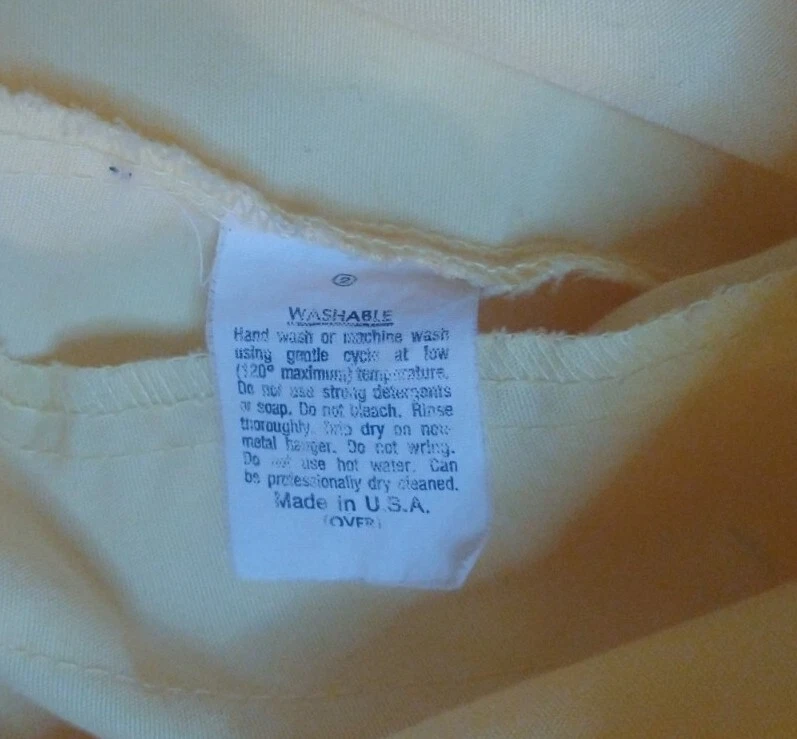 2
WASHABLE
Hand wash or machine wash
using gentle cycle at low
(120° maximum) temperature.
Do not use strong detergents
or soap. Do not bleach. Rinse
thoroughly. Drip dry on non-
metal hanger. Do not wring.
Do not use hot water. Can
be professionally dry cleaned.
Made in U.S.A.
(OVER)